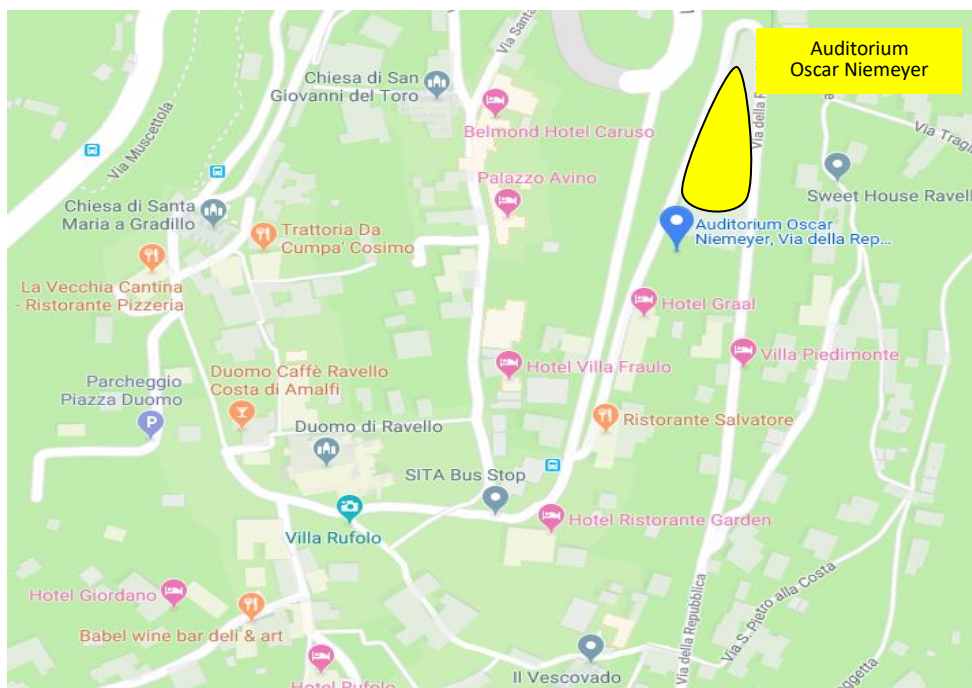 Auditorium
Oscar Niemeyer
Via Santa
Chiesa di San
Giovanni del Toro
Via Muscettola
Belmond Hotel Caruso
Via della R
Via Tragi
Palazzo Avino
Sweet House Ravell
Chiesa di Santa
Maria a Gradillo
Trattoria Da
Cumpa' Cosimo
Auditorium Oscar
Niemeyer, Via della Rep...
La Vecchia Cantina
- Ristorante Pizzeria
Hotel Graal
Hotel Villa Fraulo
Villa Piedimonte
Parcheggio
Piazza Duomo
P
Duomo Caffè Ravello
Costa di Amalfi
Ristorante Salvatore
Duomo di Ravello
SITA Bus Stop
Hotel Ristorante Garden
Villa Rufolo
Hotel Giordano
Via della Repubblica
Via S. Pietro alla Costa
Babel wine bar deli & art
Hotel Rufolo
Il Vescovado